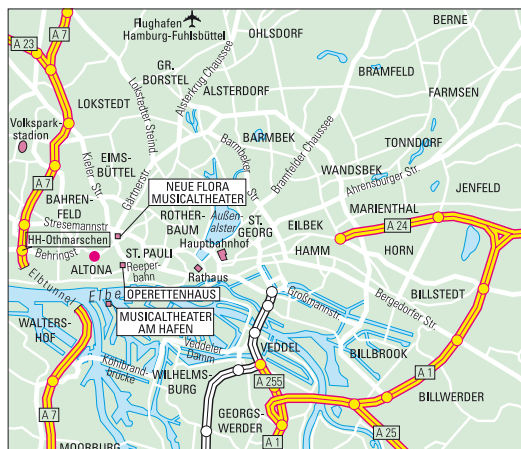 Flughafen
Hamburg-Fuhlsbüttel
OHLSDORF
BERNE
A 23
A 7
GR.
BORSTEL
Alsterkrug Chaussee
ALSTERDORF
BRAMFELD
FARMSEN
LOKSTEDT
Lokstedter Steind.
Volkspark-
stadion
BARMBEK
Barmbeker Str
Bramfelder Chaussee
TONNDORF
Kieler Str
EIMS-
BÜTTEL
Gärtnerstr
WANDSBEK
Ahrensburger Str.
JENFELD
A 7
BAHREN-
FELD
NEUE FLORA
MUSICALTHEATER
ROTHER-
BAUM
Außen-
alster
ST.
GEORG
EILBEK
MARIENTHAL
A 24
Stresemannstr
HH-Othmarschen
Behringst
ST. PAULI
Hauptbahnhof
HAMM
HORN
ALTONA
Reeper-
bahn
Rathaus
Elbtunnel
Elbe
OPERETTENHAUS
Großmannstr
BILLSTEDT
Bergedorfer Str.
WALTERS-
HOF
MUSICALTHEATER
AM HAFEN
Veddeler
Damm
VEDDEL
BILLBROOK
Köhlbrand-
brücke
WILHELMS-
BURG
A 255
A 1
BILLWERDER
A 7
GEORGS-
WERDER
A 1
A 25
MOORBURG